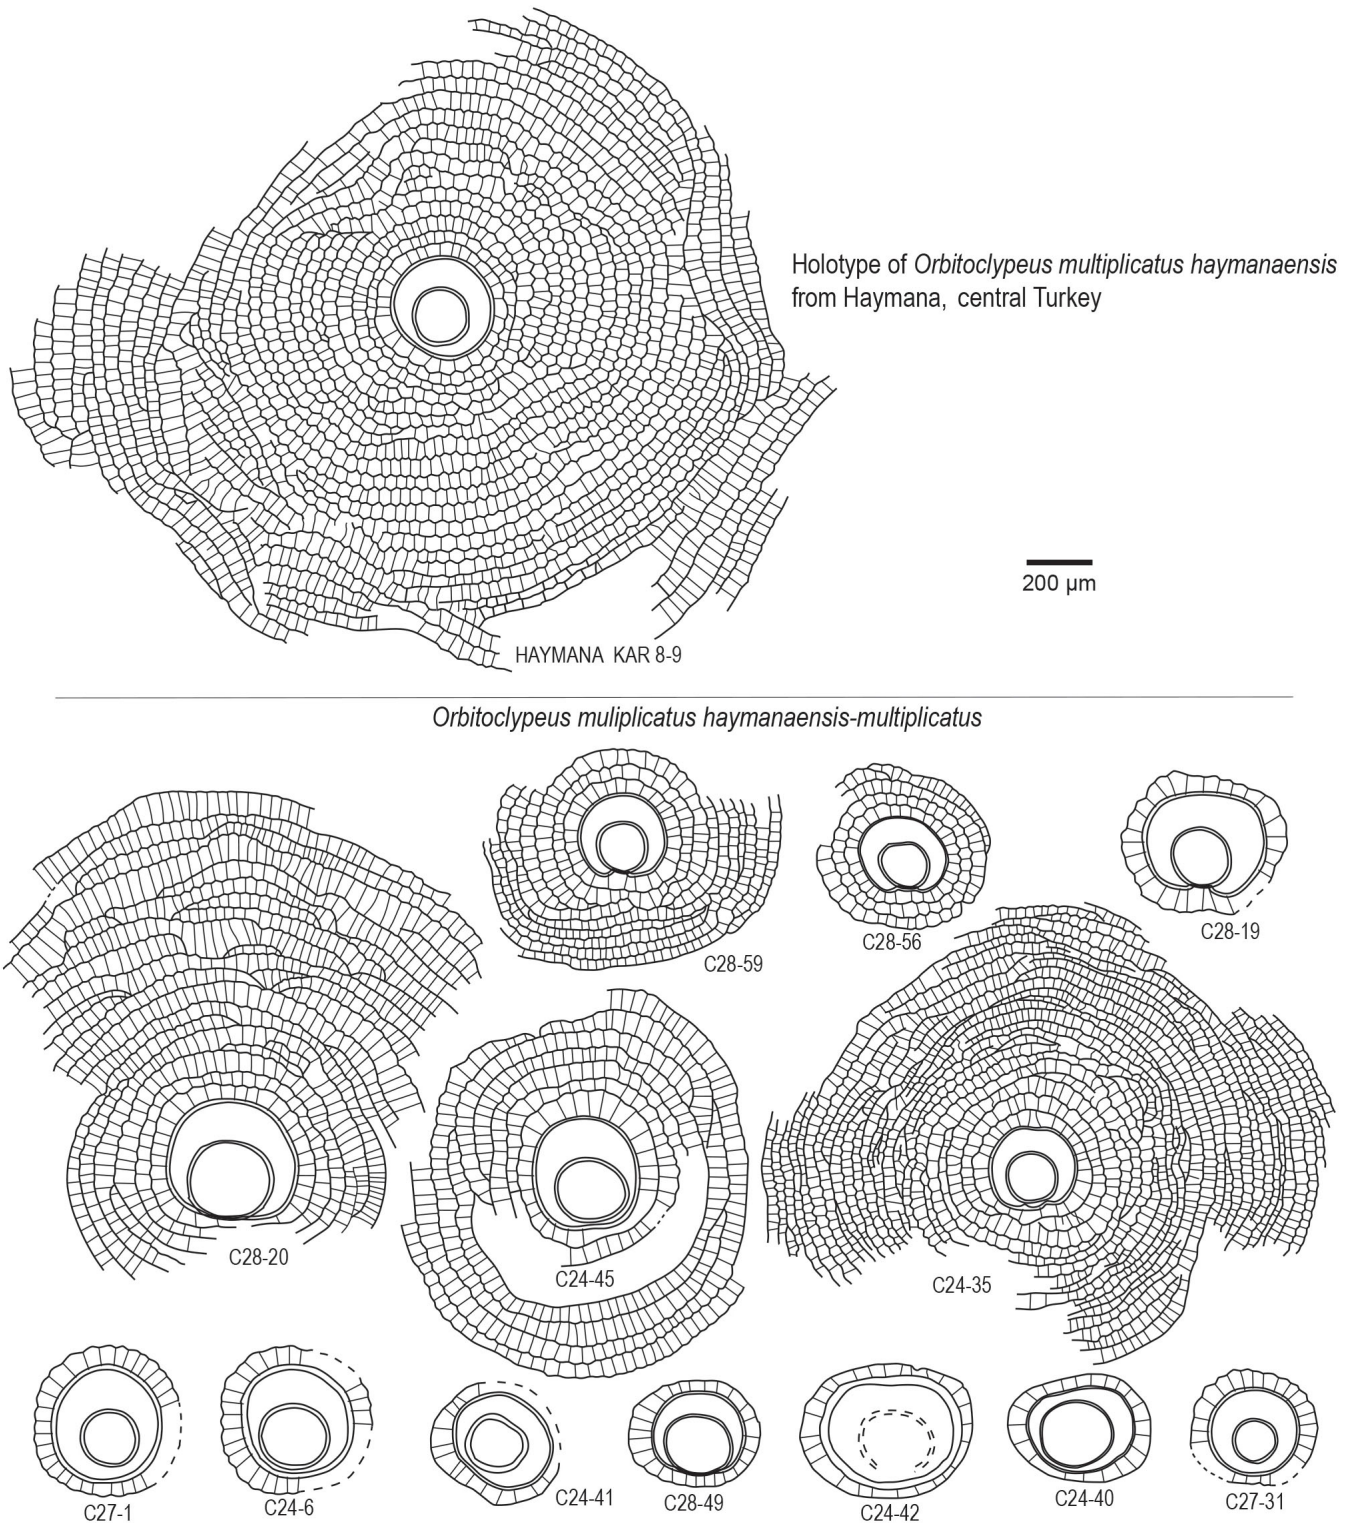 Holotype of Orbitoclypeus multiplicatus haymanaensis
from Haymana, central Turkey
200 µm
HAYMANA KAR 8-9
Orbitoclypeus muliplicatus haymanaensis-multiplicatus
C28-59
C28-56
C28-19
C28-20
C24-45
C24-35
C27-1
C24-6
C24-41
C28-49
C24-42
C24-40
C27-31